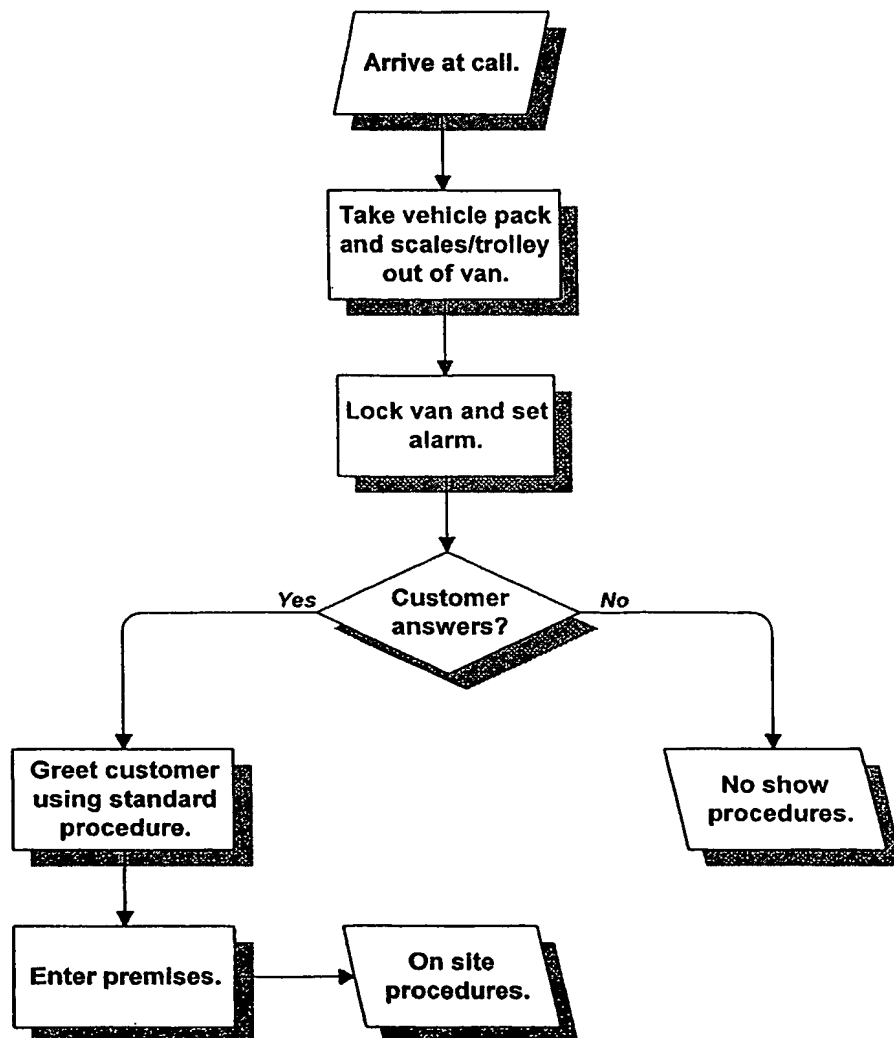 Arrive at call.
Take vehicle pack
and scales/trolley
out of van.
Lock van and set
alarm.
Customer
answers?
Yes
No
Greet customer
using standard
procedure.
No show
procedures.
Enter premises.
On site
procedures.